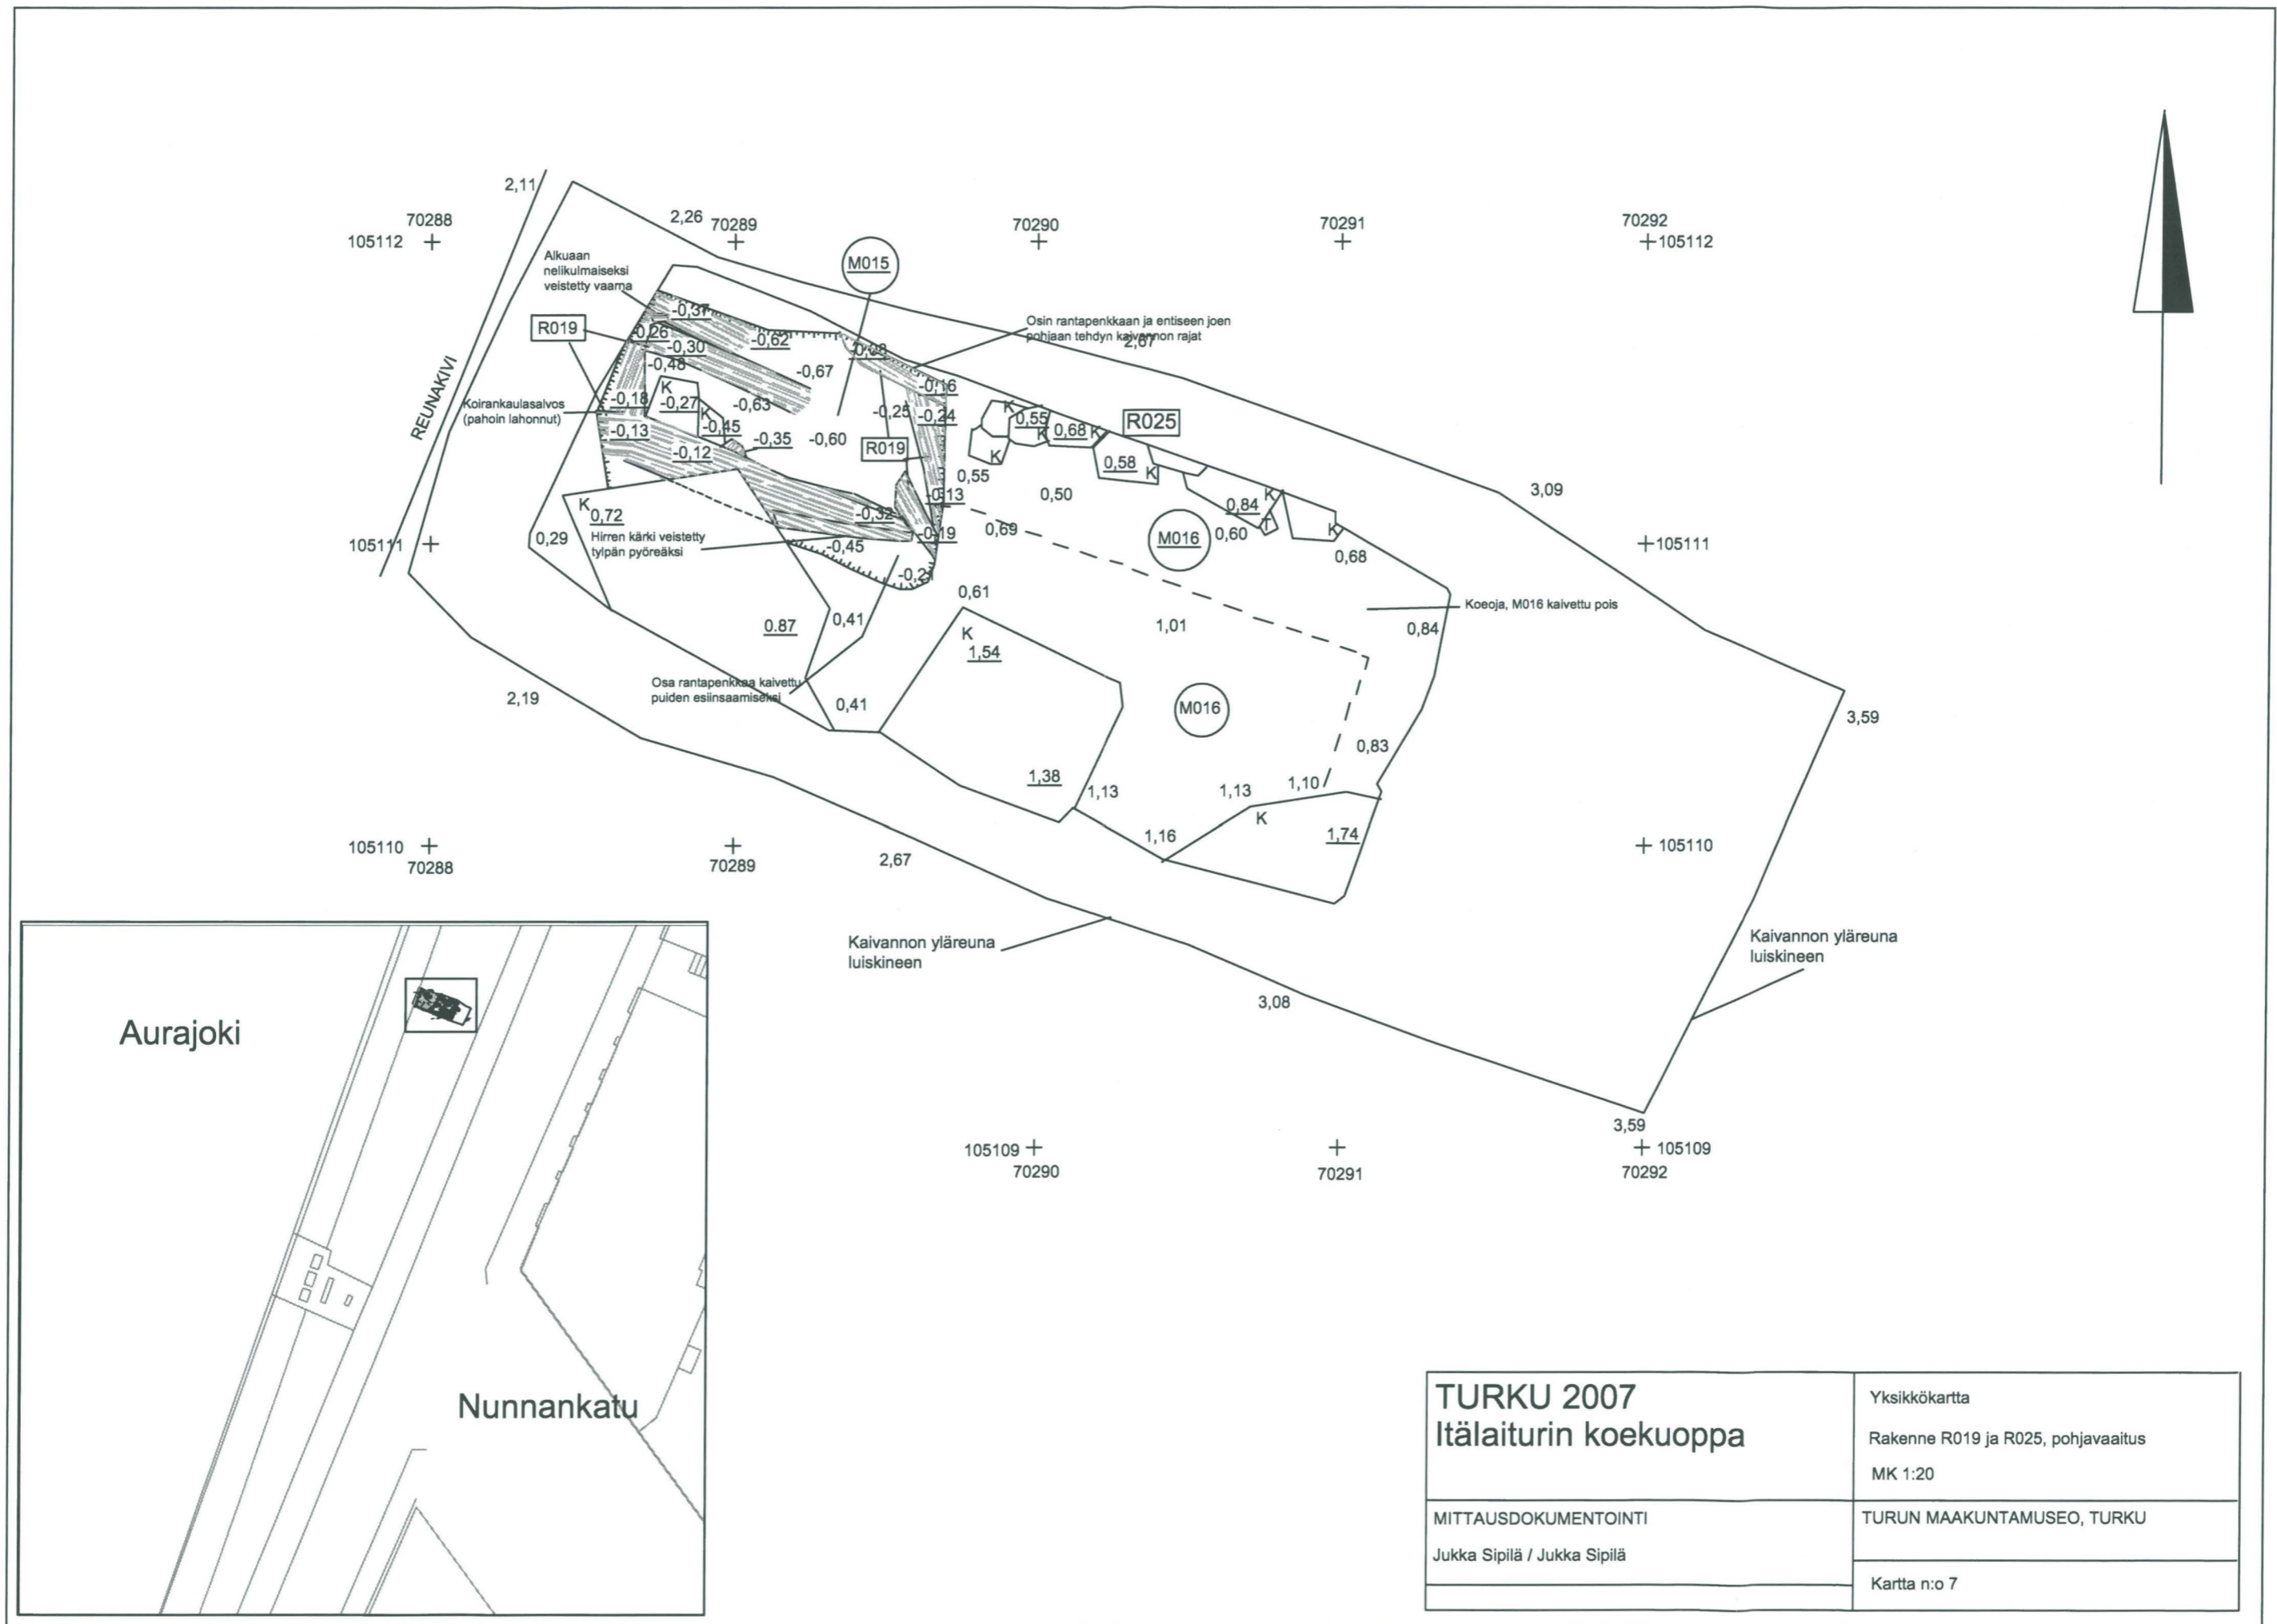 2,11
70288
2,26
70289
70290
70291
70292
105112
105112
Alkuaan
nelikulmaiseksi
veistetty vaarna
M015
R019
-0,37
-0,26
-0,30
-0,62
-0,48
-0,67
Osin rantapenkkaan ja entiseen joen
pohjaan tehdyn kaivannon rajat
2,67
REUNAKIVI
Koirankaulasalvos
(pahoin lahonnut)
K
-0,18
-0,27
-0,63
-0,16
-0,25
-0,24
K
-0,45
-0,13
-0,35
-0,60
-0,12
R019
K
0,55
K
0,68
K
R025
K
0,58
K
0,55
0,50
-0,13
K
0,84
T
K
3,09
K
0,72
-0,32
0,69
-0,19
M016
0,60
0,68
105111
0,29
Hirren kärki veistetty
tylpän pyöreäksi
-0,45
-0,21
105111
0,61
Koeoja, M016 kaivettu pois
0.87
0,41
K
1,54
1,01
0,84
Osa rantapenkkaa kaivettu
puiden esiinsaamiseksi
2,19
0,41
M016
3,59
0,83
1,38
1,13
1,13
1,10
K
1,16
1,74
105110
70288
70289
2,67
105110
Kaivannon yläreuna
luiskineen
Kaivannon yläreuna
luiskineen
3,08
3,59
105109
70290
70291
105109
70292
Aurajoki
Nunnankatu
TURKU 2007
Itälaiturin koekuoppa
Yksikkökartta
Rakenne R019 ja R025, pohjavaaitus
MK 1:20
MITTAUSDOKUMENTOINTI
Jukka Sipilä / Jukka Sipilä
TURUN MAAKUNTAMUSEO, TURKU
Kartta n:o 7